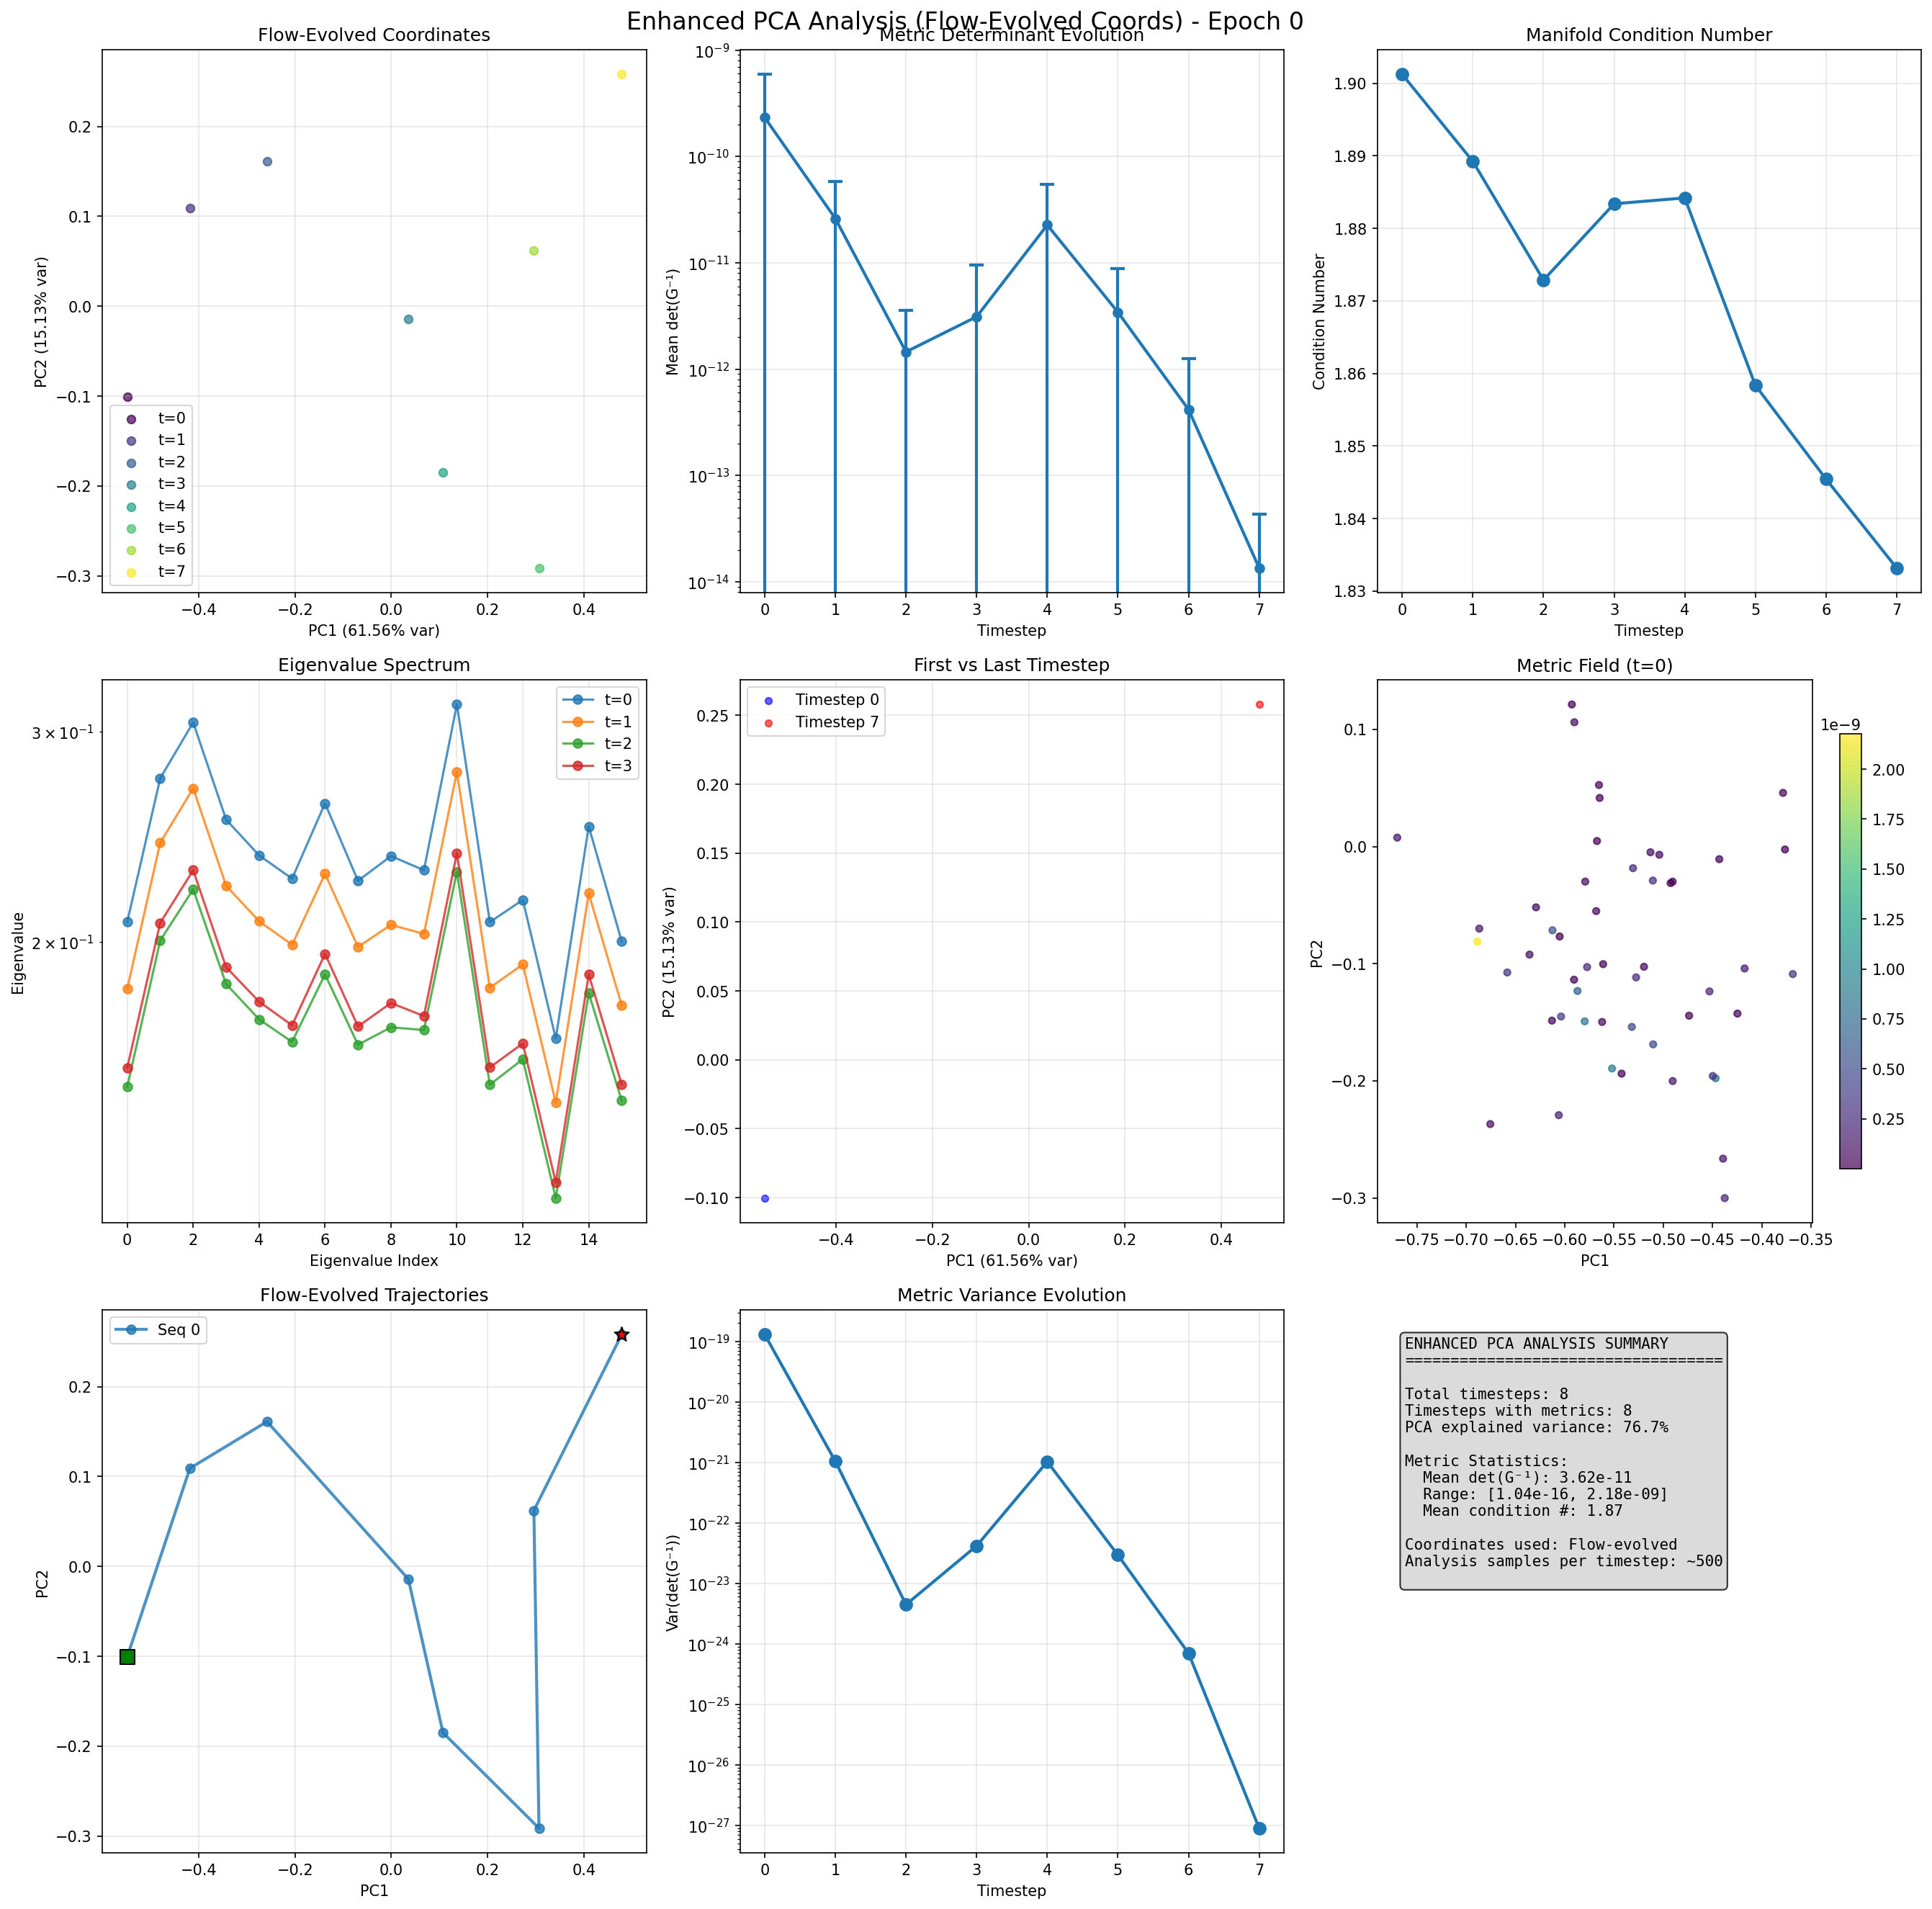 Enhanced PCA Analysis (Flow-Evolved Coords) - Epoch 0
Flow-Evolved Coordinates
0.2
0.1
0.0
−0.1
−0.2
−0.3
PC2 (15.13% var)
t=0
t=1
t=2
t=3
t=4
t=5
t=6
t=7
−0.4
−0.2
0.0
0.2
0.4
PC1 (61.56% var)
Metric Determinant Evolution
10⁻⁹
10⁻¹⁰
10⁻¹¹
10⁻¹²
10⁻¹³
10⁻¹⁴
Mean det(G⁻¹)
0 1 2 3 4 5 6 7
Timestep
Manifold Condition Number
1.90
1.89
1.88
1.87
1.86
1.85
1.84
1.83
Condition Number
0 1 2 3 4 5 6 7
Timestep
Eigenvalue Spectrum
3 × 10⁻¹
2 × 10⁻¹
Eigenvalue
t=0
t=1
t=2
t=3
0 2 4 6 8 10 12 14
Eigenvalue Index
First vs Last Timestep
Timestep 0
Timestep 7
0.25
0.20
0.15
0.10
0.05
0.00
−0.05
−0.10
PC2 (15.13% var)
−0.4 −0.2 0.0 0.2 0.4
PC1 (61.56% var)
Metric Field (t=0)
0.1
0.0
−0.1
−0.2
−0.3
PC2
−0.75 −0.70 −0.65 −0.60 −0.55 −0.50 −0.45 −0.40 −0.35
PC1
1e−9
2.00
1.75
1.50
1.25
1.00
0.75
0.50
0.25
Flow-Evolved Trajectories
Seq 0
0.2
0.1
0.0
−0.1
−0.2
−0.3
PC2
−0.4 −0.2 0.0 0.2 0.4
PC1
Metric Variance Evolution
10⁻¹⁹
10⁻²⁰
10⁻²¹
10⁻²²
10⁻²³
10⁻²⁴
10⁻²⁵
10⁻²⁶
10⁻²⁷
Var(det(G⁻¹))
0 1 2 3 4 5 6 7
Timestep
ENHANCED PCA ANALYSIS SUMMARY
===================================
Total timesteps: 8
Timesteps with metrics: 8
PCA explained variance: 76.7%
Metric Statistics:
Mean det(G⁻¹): 3.62e-11
Range: [1.04e-16, 2.18e-09]
Mean condition #: 1.87
Coordinates used: Flow-evolved
Analysis samples per timestep: ~500